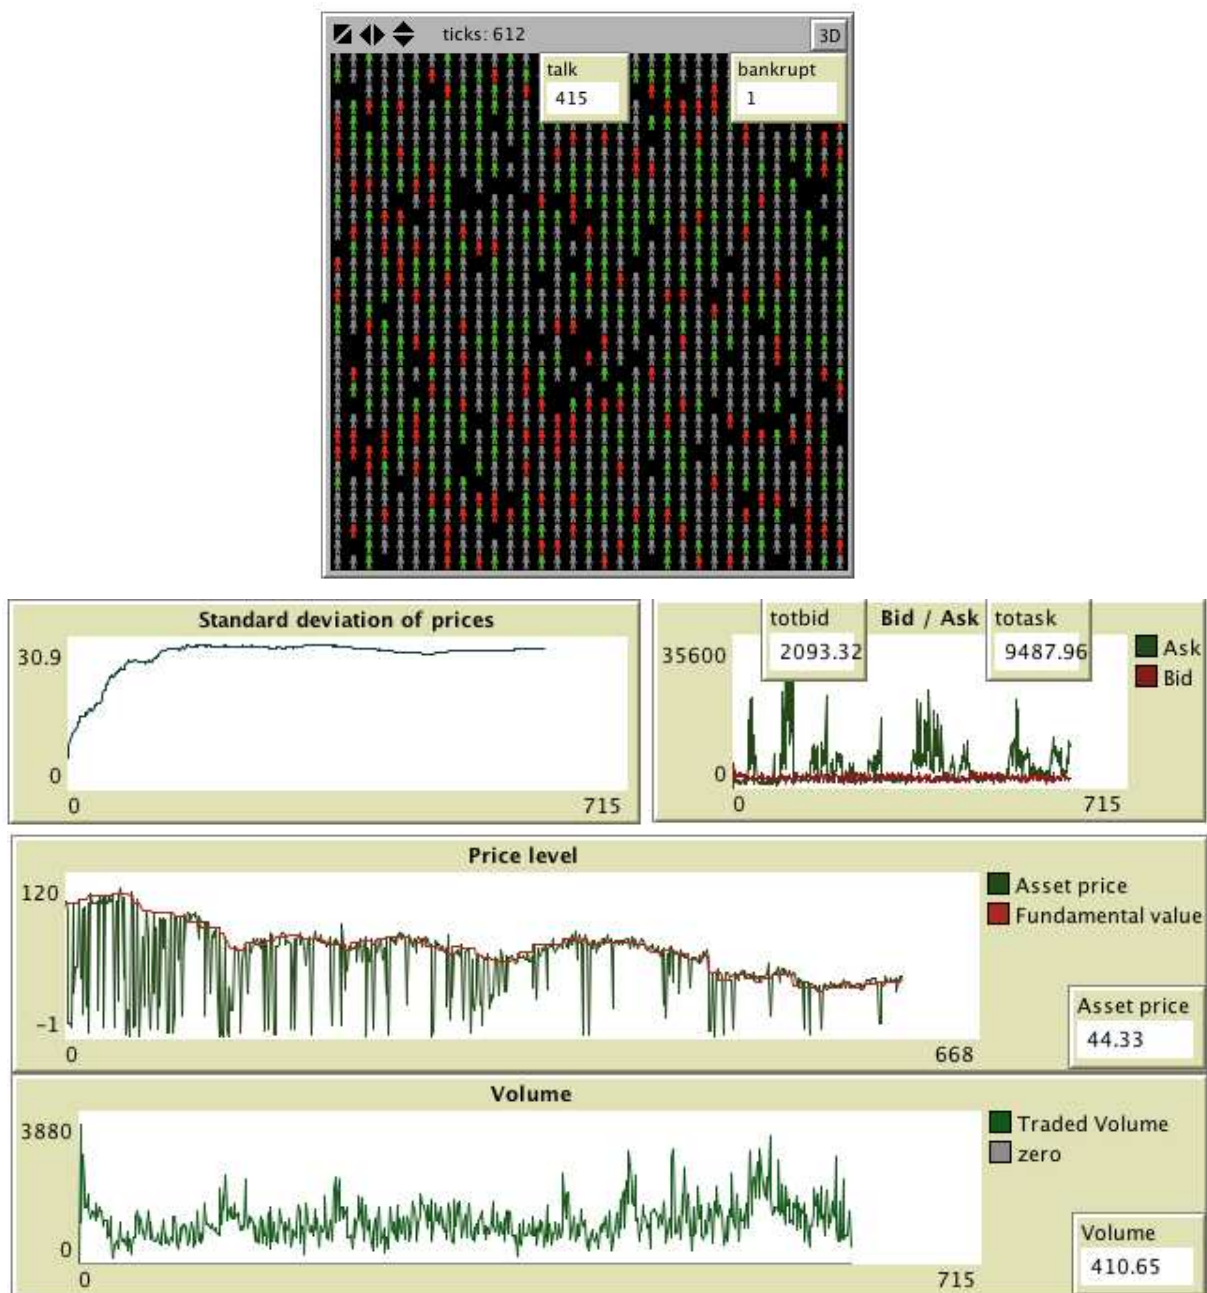 ticks: 612
3D
talk
415
bankrupt
1
Standard deviation of prices
30.9
0
0
715
totbid
2093.32
Bid / Ask
totask
9487.96
35600
0
0
715
Ask
Bid
Price level
120
-1
0
668
Asset price
Fundamental value
Asset price
44.33
Volume
3880
0
0
715
Traded Volume
zero
Volume
410.65